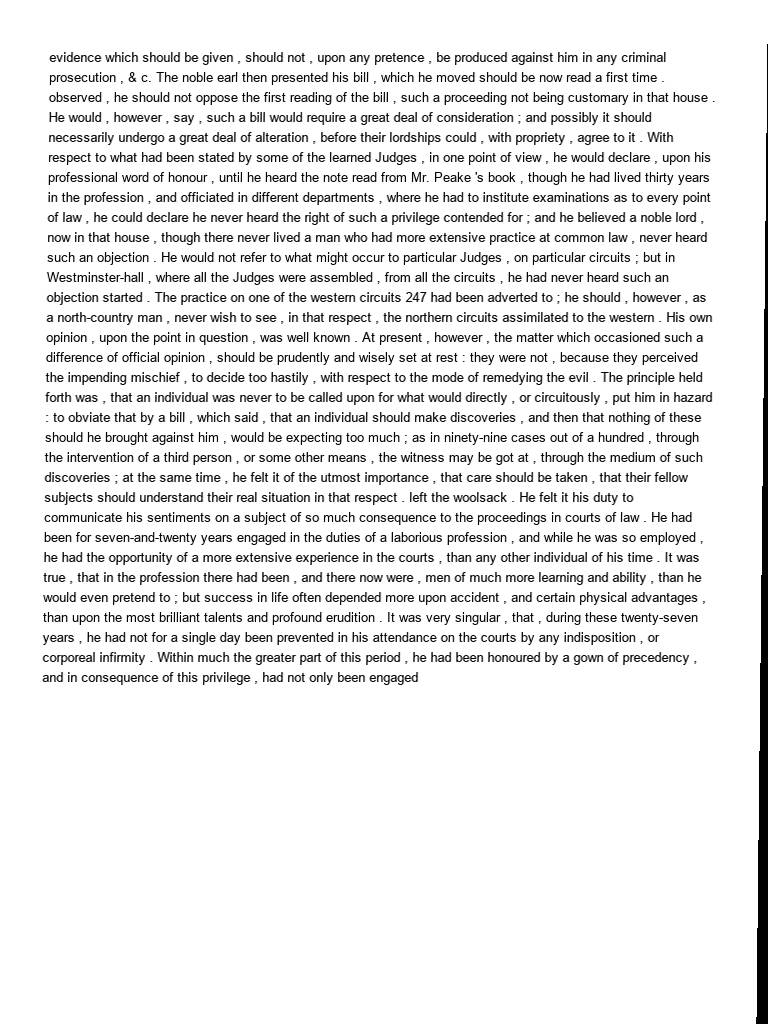 evidence which should be given , should not , upon any pretence , be produced against him in any criminal
prosecution , & c. The noble earl then presented his bill , which he moved should be now read a first time .
observed , he should not oppose the first reading of the bill , such a proceeding not being customary in that house .
He would , however , say , such a bill would require a great deal of consideration ; and possibly it should
necessarily undergo a great deal of alteration , before their lordships could , with propriety , agree to it . With
respect to what had been stated by some of the learned Judges , in one point of view , he would declare , upon his
professional word of honour , until he heard the note read from Mr. Peake 's book , though he had lived thirty years
in the profession , and officiated in different departments , where he had to institute examinations as to every point
of law , he could declare he never heard the right of such a privilege contended for ; and he believed a noble lord ,
now in that house , though there never lived a man who had more extensive practice at common law , never heard
such an objection . He would not refer to what might occur to particular Judges , on particular circuits ; but in
Westminster-hall , where all the Judges were assembled , from all the circuits , he had never heard such an
objection started . The practice on one of the western circuits 247 had been adverted to ; he should , however , as
a north-country man , never wish to see , in that respect , the northern circuits assimilated to the western . His own
opinion , upon the point in question , was well known . At present , however , the matter which occasioned such a
difference of official opinion , should be prudently and wisely set at rest : they were not , because they perceived
the impending mischief , to decide too hastily , with respect to the mode of remedying the evil . The principle held
forth was , that an individual was never to be called upon for what would directly , or circuitously , put him in hazard
: to obviate that by a bill , which said , that an individual should make discoveries , and then that nothing of these
should he brought against him , would be expecting too much ; as in ninety-nine cases out of a hundred , through
the intervention of a third person , or some other means , the witness may be got at , through the medium of such
discoveries ; at the same time , he felt it of the utmost importance , that care should be taken , that their fellow
subjects should understand their real situation in that respect . left the woolsack . He felt it his duty to
communicate his sentiments on a subject of so much consequence to the proceedings in courts of law . He had
been for seven-and-twenty years engaged in the duties of a laborious profession , and while he was so employed ,
he had the opportunity of a more extensive experience in the courts , than any other individual of his time . It was
true , that in the profession there had been , and there now were , men of much more learning and ability , than he
would even pretend to ; but success in life often depended more upon accident , and certain physical advantages ,
than upon the most brilliant talents and profound erudition . It was very singular , that , during these twenty-seven
years , he had not for a single day been prevented in his attendance on the courts by any indisposition , or
corporeal infirmity . Within much the greater part of this period , he had been honoured by a gown of precedency ,
and in consequence of this privilege , had not only been engaged